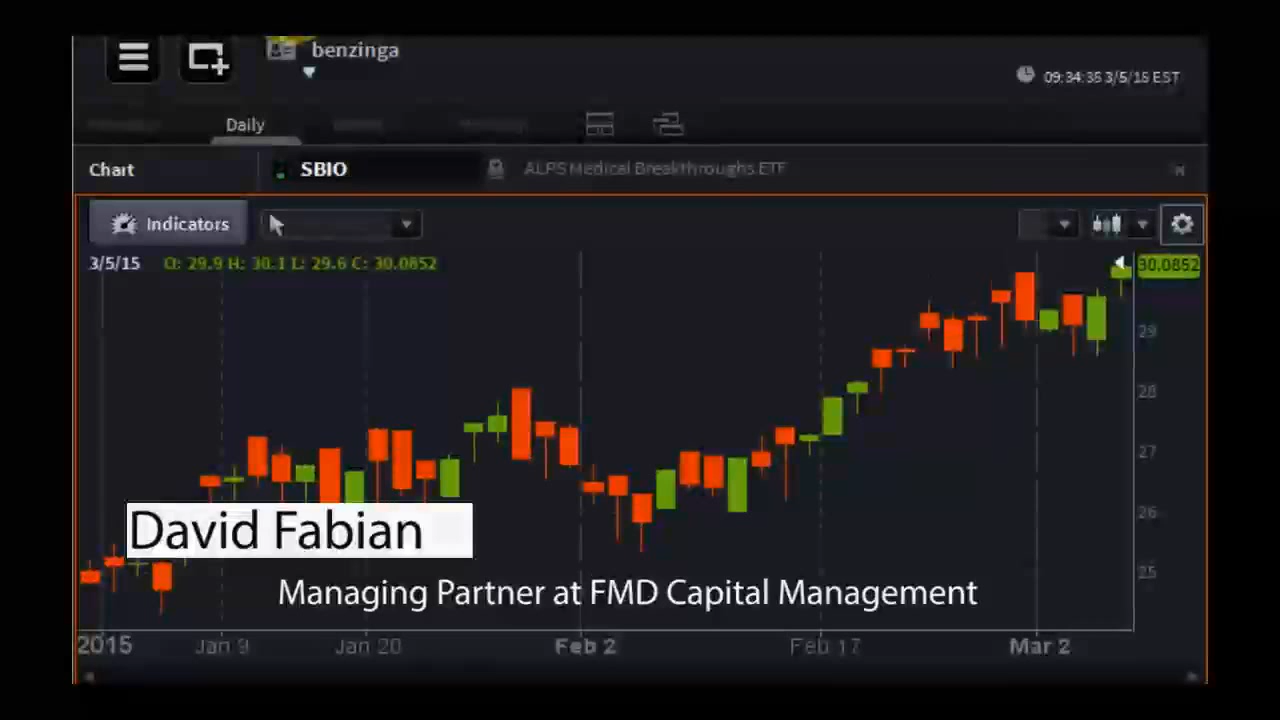 benzinga
09:34:35 3/5/15 EST
Daily
Chart
SBIO
ALPS Medical Breakthroughs ETF
Indicators
3/5/15 O: 29.9 H: 30.1 L: 29.6 C: 30.0852
30.0852
29
28
27
26
David Fabian
25
Managing Partner at FMD Capital Management
2015 Jan 9 Jan 20 Feb 2 Feb 17 Mar 2